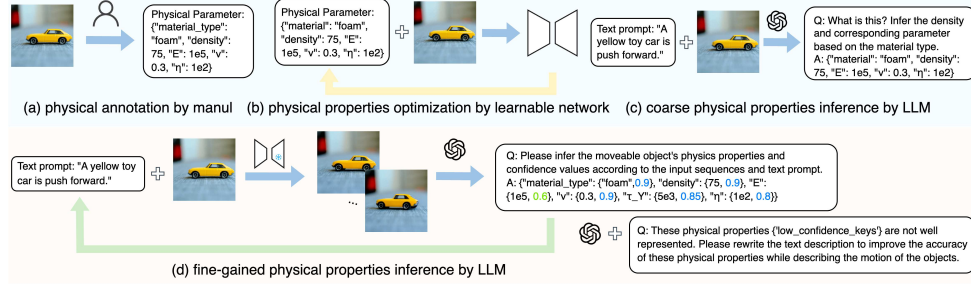 Physical Parameter:
{"material_type":
"foam", "density":
75, "E": 1e5, "ν":
0.3, "η": 1e2}
(a) physical annotation by manul
Physical Parameter:
{"material": "foam",
"density": 75, "E":
1e5, "ν": 0.3, "η": 1e2}
(b) physical properties optimization by learnable network
Text prompt: "A
yellow toy car is
push forward."
Q: What is this? Infer the density
and corresponding parameter
based on the material type.
A: {"material": "foam", "density":
75, "E": 1e5, "ν": 0.3, "η": 1e2}
(c) coarse physical properties inference by LLM
Text prompt: "A yellow toy
car is push forward."
...
Q: Please infer the moveable object's physics properties and
confidence values according to the input sequences and text prompt.
A: {"material_type": {"foam",0.9}, "density": {75, 0.9}, "E":
{1e5, 0.6}, "ν": {0.3, 0.9}, "τ_Y": {5e3, 0.85}, "η": {1e2, 0.8}}
Q: These physical properties {'low_confidence_keys'} are not well
represented. Please rewrite the text description to improve the accuracy
of these physical properties while describing the motion of the objects.
(d) fine-gained physical properties inference by LLM